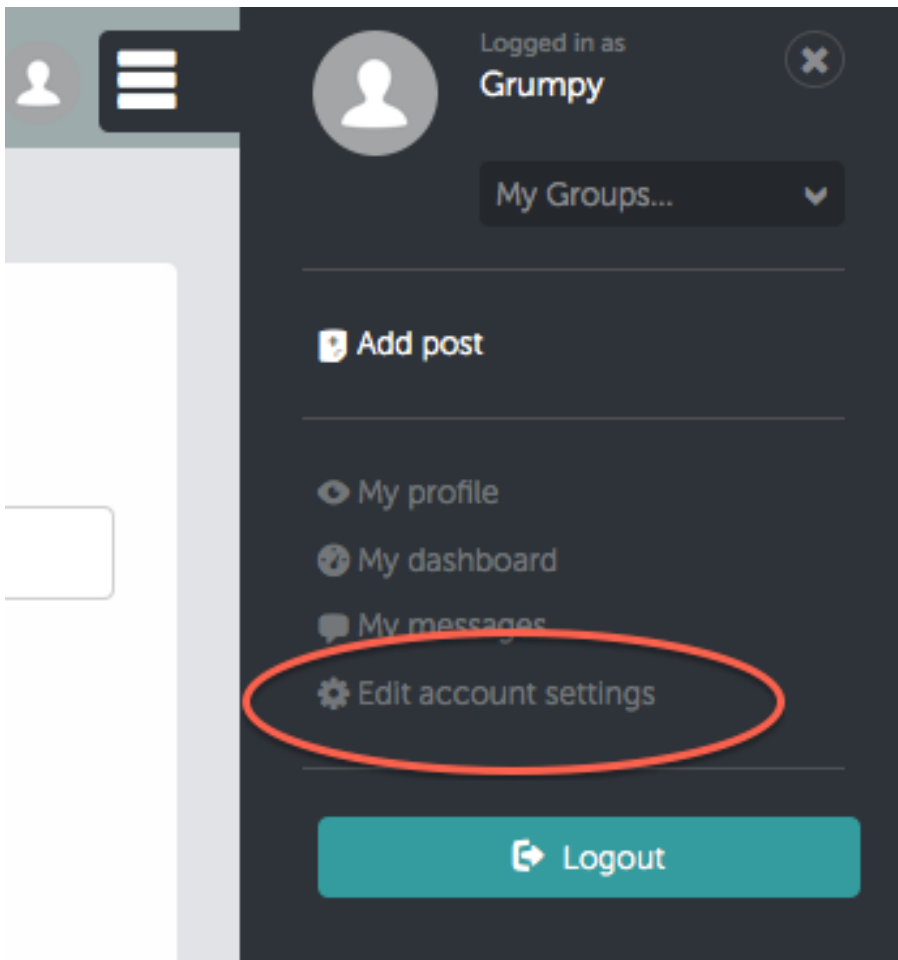 Logged in as
Grumpy
My Groups...
Add post
My profile
My dashboard
My messages
Edit account settings
Logout